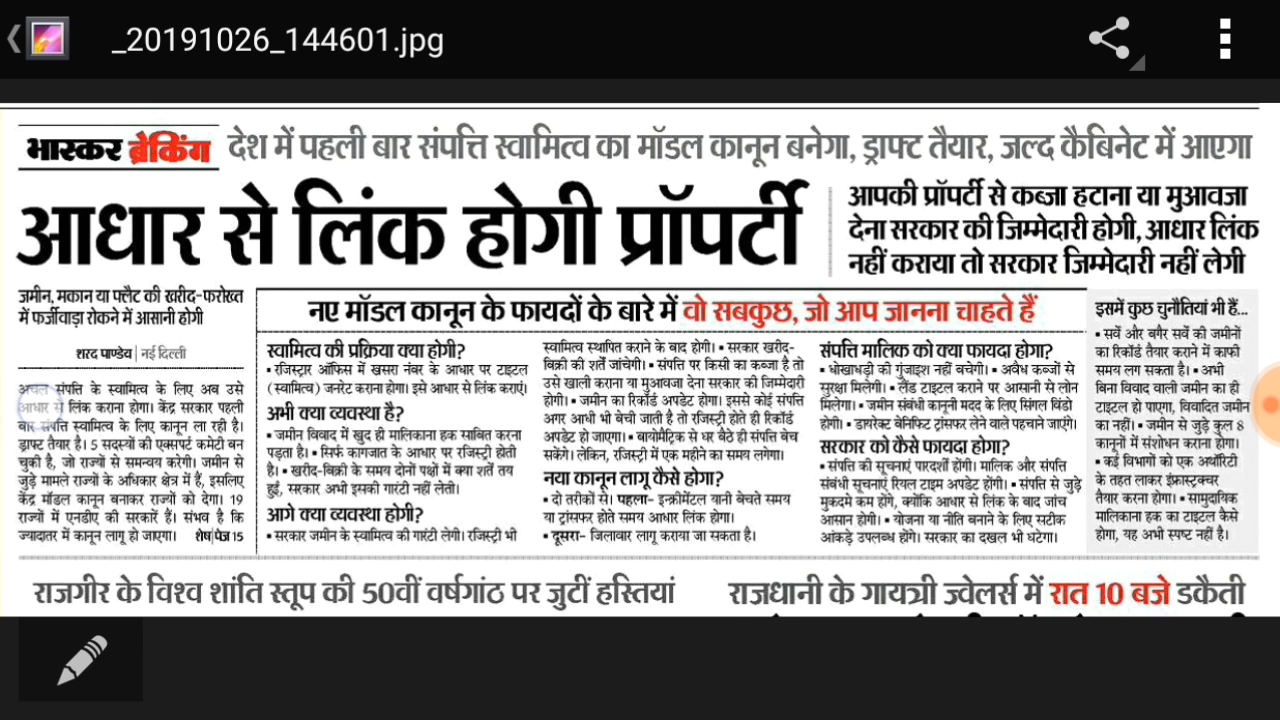 _20191026_144601.jpg
भास्कर ब्रेकिंग
देश में पहली बार संपत्ति स्वामित्व का मॉडल कानून बनेगा, ड्राफ्ट तैयार, जल्द कैबिनेट में आएगा
आधार से लिंक होगी प्रॉपर्टी
आपकी प्रॉपर्टी से कब्जा हटाना या मुआवजा
देना सरकार की जिम्मेदारी होगी, आधार लिंक
नहीं कराया तो सरकार जिम्मेदारी नहीं लेगी
जमीन, मकान या फ्लैट की खरीद-फरोख्त
में फर्जीवाड़ा रोकने में आसानी होगी
शरद पाण्डेय | नई दिल्ली
अचल संपत्ति के स्वामित्व के लिए अब उसे
आधार से लिंक कराना होगा। केंद्र सरकार पहली
बार संपत्ति स्वामित्व के लिए कानून ला रही है।
ड्राफ्ट तैयार है। 5 सदस्यों की एक्सपर्ट कमेटी बन
चुकी है, जो राज्यों से समन्वय करेगी। जमीन से
जुड़े मामले राज्यों के अधिकार क्षेत्र में हैं, इसलिए
केंद्र मॉडल कानून बनाकर राज्यों को देगा। 19
राज्यों में एनडीए की सरकारें हैं। संभव है कि
ज्यादातर में कानून लागू हो जाएगा। शेष|पेज 15
नए मॉडल कानून के फायदों के बारे में वो सबकुछ, जो आप जानना चाहते हैं
स्वामित्व की प्रक्रिया क्या होगी?
▪ रजिस्ट्रार ऑफिस में खसरा नंबर के आधार पर टाइटल
(स्वामित्व) जनरेट कराना होगा। इसे आधार से लिंक कराएं।
अभी क्या व्यवस्था है?
▪ जमीन विवाद में खुद ही मालिकाना हक साबित करना
पड़ता है। ▪ सिर्फ कागजात के आधार पर रजिस्ट्री होती
है। ▪ खरीद-बिक्री के समय दोनों पक्षों में क्या शर्तें तय
हुईं, सरकार अभी इसकी गारंटी नहीं लेती।
आगे क्या व्यवस्था होगी?
▪ सरकार जमीन के स्वामित्व की गारंटी लेगी। रजिस्ट्री भी
स्वामित्व स्थापित कराने के बाद होगी। ▪ सरकार खरीद-
बिक्री की शर्तें जांचेगी। ▪ संपत्ति पर किसी का कब्जा है तो
उसे खाली कराना या मुआवजा देना सरकार की जिम्मेदारी
होगी। ▪ जमीन का रिकॉर्ड अपडेट होगा। इससे कोई संपत्ति
अगर आधी भी बेची जाती है तो रजिस्ट्री होते ही रिकॉर्ड
अपडेट हो जाएगा। ▪ बायोमैट्रिक से घर बैठे ही संपत्ति बेच
सकेंगे। लेकिन, रजिस्ट्री में एक महीने का समय लगेगा।
नया कानून लागू कैसे होगा?
▪ दो तरीकों से। पहला- इन्क्रीमेंटल यानी बेचते समय
या ट्रांसफर होते समय आधार लिंक होगा।
▪ दूसरा- जिलावार लागू कराया जा सकता है।
संपत्ति मालिक को क्या फायदा होगा?
▪ धोखाधड़ी की गुंजाइश नहीं बचेगी। ▪ अवैध कब्जों से
सुरक्षा मिलेगी। ▪ लैंड टाइटल कराने पर आसानी से लोन
मिलेगा। ▪ जमीन संबंधी कानूनी मदद के लिए सिंगल विंडो
होगी। ▪ डायरेक्ट बेनिफिट ट्रांसफर लेने वाले पहचाने जाएंगे।
सरकार को कैसे फायदा होगा?
▪ संपत्ति की सूचनाएं पारदर्शी होंगी। मालिक और संपत्ति
संबंधी सूचनाएं रियल टाइम अपडेट होंगी। ▪ संपत्ति से जुड़े
मुकदमे कम होंगे, क्योंकि आधार से लिंक के बाद जांच
आसान होगी। ▪ योजना या नीति बनाने के लिए सटीक
आंकड़े उपलब्ध होंगे। सरकार का दखल भी घटेगा।
इसमें कुछ चुनौतियां भी हैं...
▪ सर्वे और बगैर सर्वे की जमीनों
का रिकॉर्ड तैयार कराने में काफी
समय लग सकता है। ▪ अभी
बिना विवाद वाली जमीन का ही
टाइटल हो पाएगा, विवादित जमीन
का नहीं। ▪ जमीन से जुड़े कुल 8
कानूनों में संशोधन कराना होगा।
▪ कई विभागों को एक अथॉरिटी
के तहत लाकर इंफ्रास्ट्रक्चर
तैयार करना होगा। ▪ सामुदायिक
मालिकाना हक का टाइटल कैसे
होगा, यह अभी स्पष्ट नहीं है।
राजगीर के विश्व शांति स्तूप की 50वीं वर्षगांठ पर जुटीं हस्तियां
राजधानी के गायत्री ज्वेलर्स में रात 10 बजे डकैती